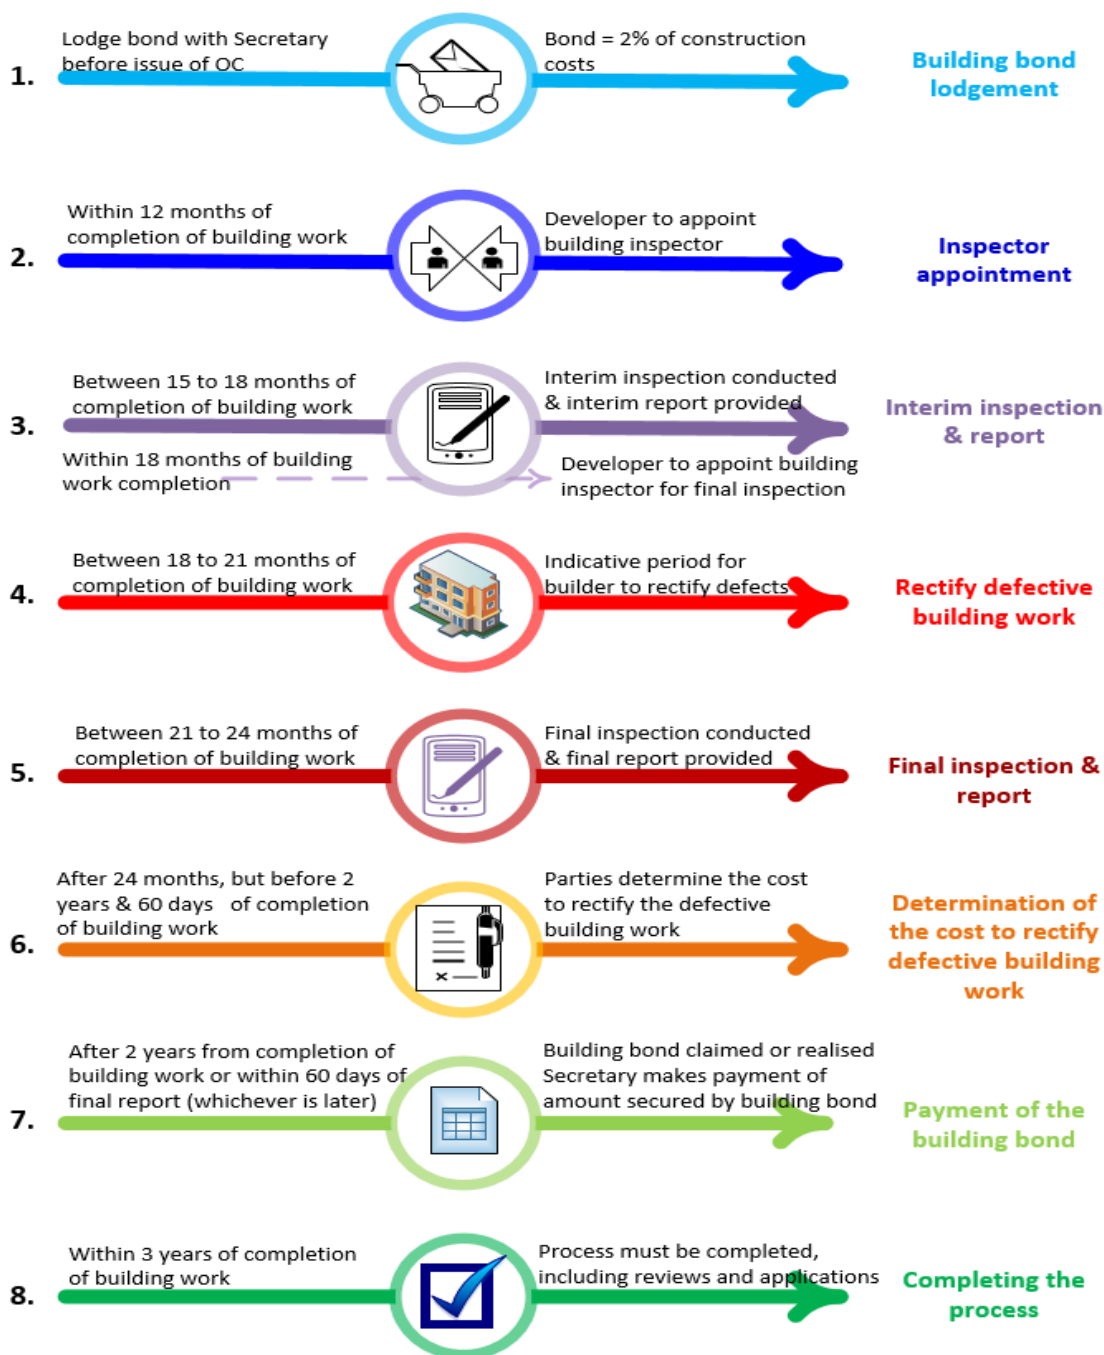 1.
Lodge bond with Secretary
before issue of OC
Bond = 2% of construction
costs
Building bond
lodgement
2.
Within 12 months of
completion of building work
Developer to appoint
building inspector
Inspector
appointment
3.
Between 15 to 18 months of
completion of building work
Interim inspection conducted
& interim report provided
Interim inspection
& report
Within 18 months of building
work completion
Developer to appoint building
inspector for final inspection
4.
Between 18 to 21 months of
completion of building work
Indicative period for
builder to rectify defects
Rectify defective
building work
5.
Between 21 to 24 months of
completion of building work
Final inspection conducted
& final report provided
Final inspection &
report
6.
After 24 months, but before 2
years & 60 days of completion
of building work
Parties determine the cost
to rectify the defective
building work
Determination of
the cost to rectify
defective building
work
7.
After 2 years from completion of
building work or within 60 days of
final report (whichever is later)
Building bond claimed or realised
Secretary makes payment of
amount secured by building bond
Payment of the
building bond
8.
Within 3 years of completion
of building work
Process must be completed,
including reviews and applications
Completing the
process